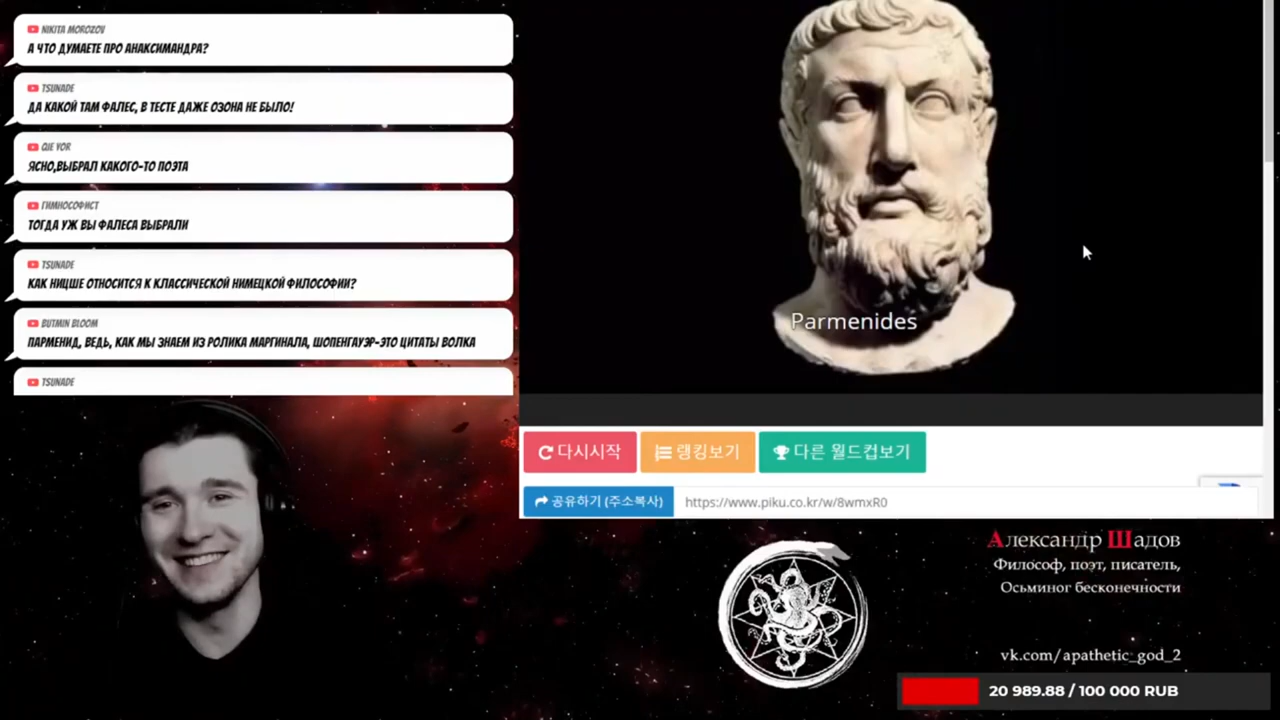 NIKITA MOROZOV
А ЧТО ДУМАЕТЕ ПРО АНАКСИМАНДРА?
TSUNADE
ДА КАКОЙ ТАМ ФАЛЕС, В ТЕСТЕ ДАЖЕ ОЗОНА НЕ БЫЛО!
QJE YOR
ЯСНО,ВЫБРАЛ КАКОГО-ТО ПОЭТА
ГИМНОСОФИСТ
ТОГДА УЖ ВЫ ФАЛЕСА ВЫБРАЛИ
TSUNADE
КАК НИЦШЕ ОТНОСИТСЯ К КЛАССИЧЕСКОЙ НИМЕЦКОЙ ФИЛОСОФИИ?
BUTMIN BLOOM
ПАРМЕНИД, ВЕДЬ, КАК МЫ ЗНАЕМ ИЗ РОЛИКА МАРГИНАЛА, ШОПЕНГАУЭР-ЭТО ЦИТАТЫ ВОЛКА
TSUNADE
Parmenides
다시시작 랭킹보기 다른 월드컵보기
공유하기 (주소복사) https://www.piku.co.kr/w/8wmxR0
Александр Шадов
Философ, поэт, писатель,
Осьминог бесконечности
vk.com/apathetic_god_2
20 989.88 / 100 000 RUB